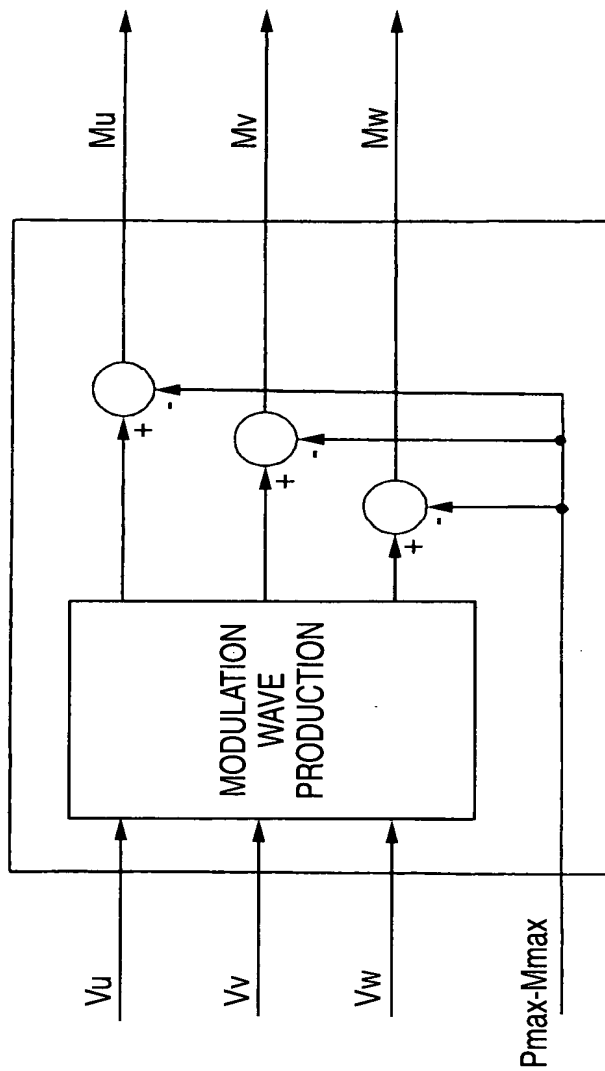 Vu
Vv
Vw
Pmax-Mmax
MODULATION
WAVE
PRODUCTION
+
-
+
-
+
-
Mu
Mv
Mw